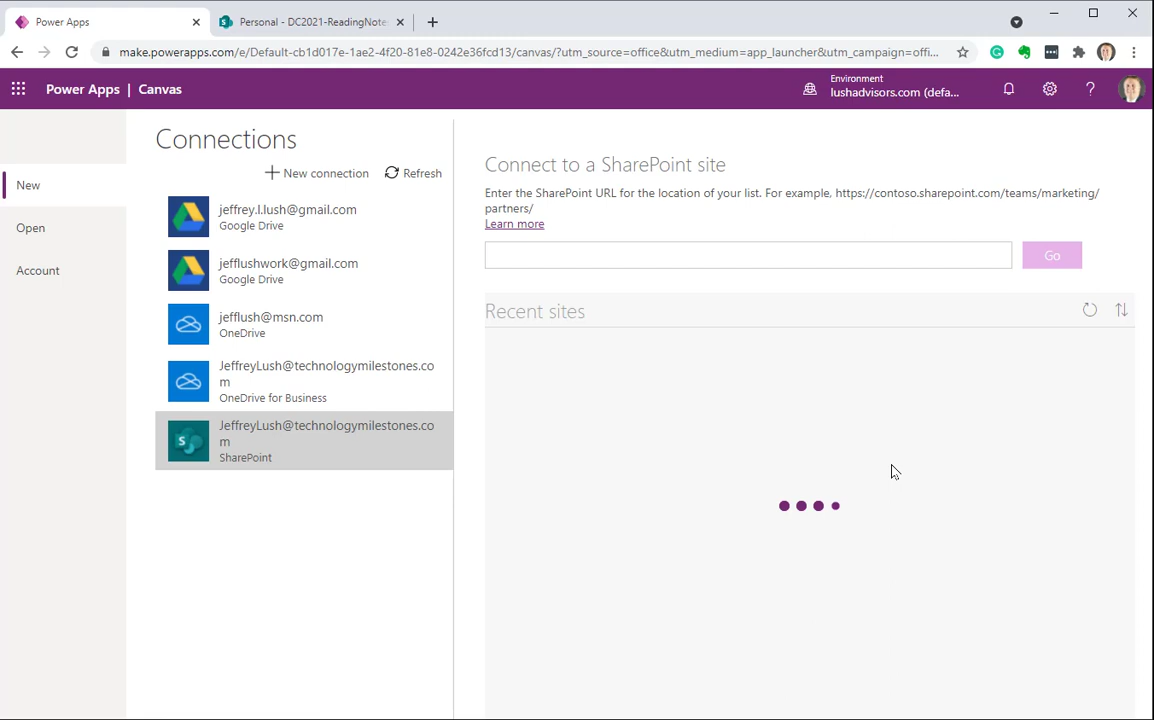 Power Apps
Personal - DC2021-ReadingNote
make.powerapps.com/e/Default-cb1d017e-1ae2-4f20-81e8-0242e36fcd13/canvas/?utm_source=office&utm_medium=app_launcher&utm_campaign=offi...
Power Apps | Canvas
Environment
lushadvisors.com (defa...
New
Open
Account
Connections
New connection
Refresh
jeffrey.l.lush@gmail.com
Google Drive
jefflushwork@gmail.com
Google Drive
jefflush@msn.com
OneDrive
JeffreyLush@technologymilestones.co
m
OneDrive for Business
JeffreyLush@technologymilestones.co
m
SharePoint
Connect to a SharePoint site
Enter the SharePoint URL for the location of your list. For example, https://contoso.sharepoint.com/teams/marketing/
partners/
Learn more
Go
Recent sites